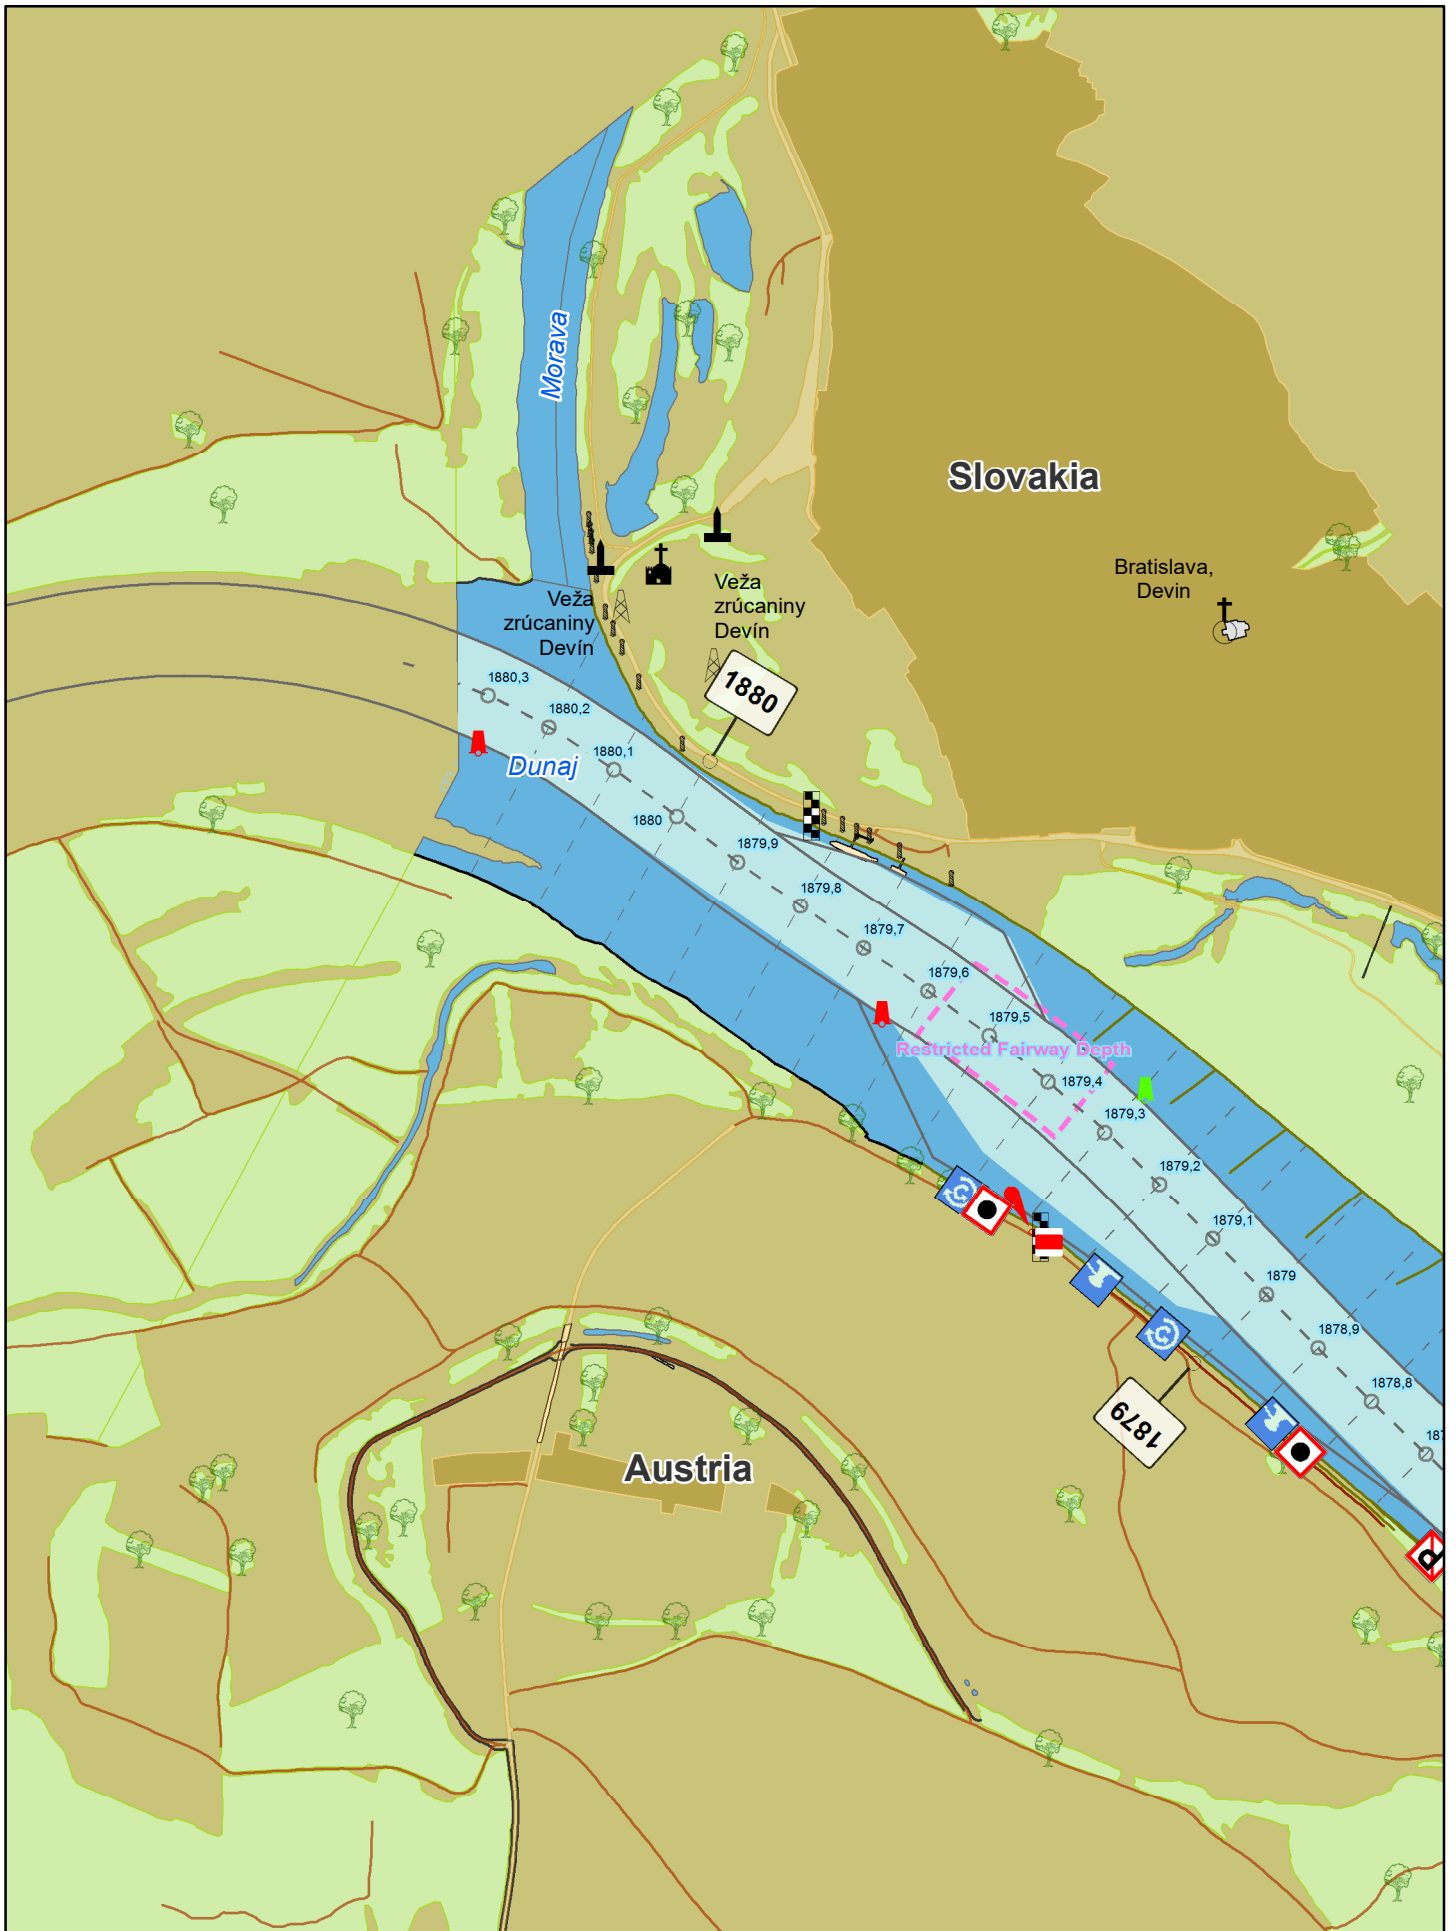 Morava
Slovakia
Bratislava,
Devin
Veža
zrúcaniny
Devín
Veža
zrúcaniny
Devín
1880
1880,3
1880,2
1880,1
Dunaj
1880
1879,9
1879,8
1879,7
1879,6
1879,5
Restricted Fairway Depth
1879,4
1879,3
1879,2
1879,1
1879
1878,9
1878,8
187
1879
Austria
P